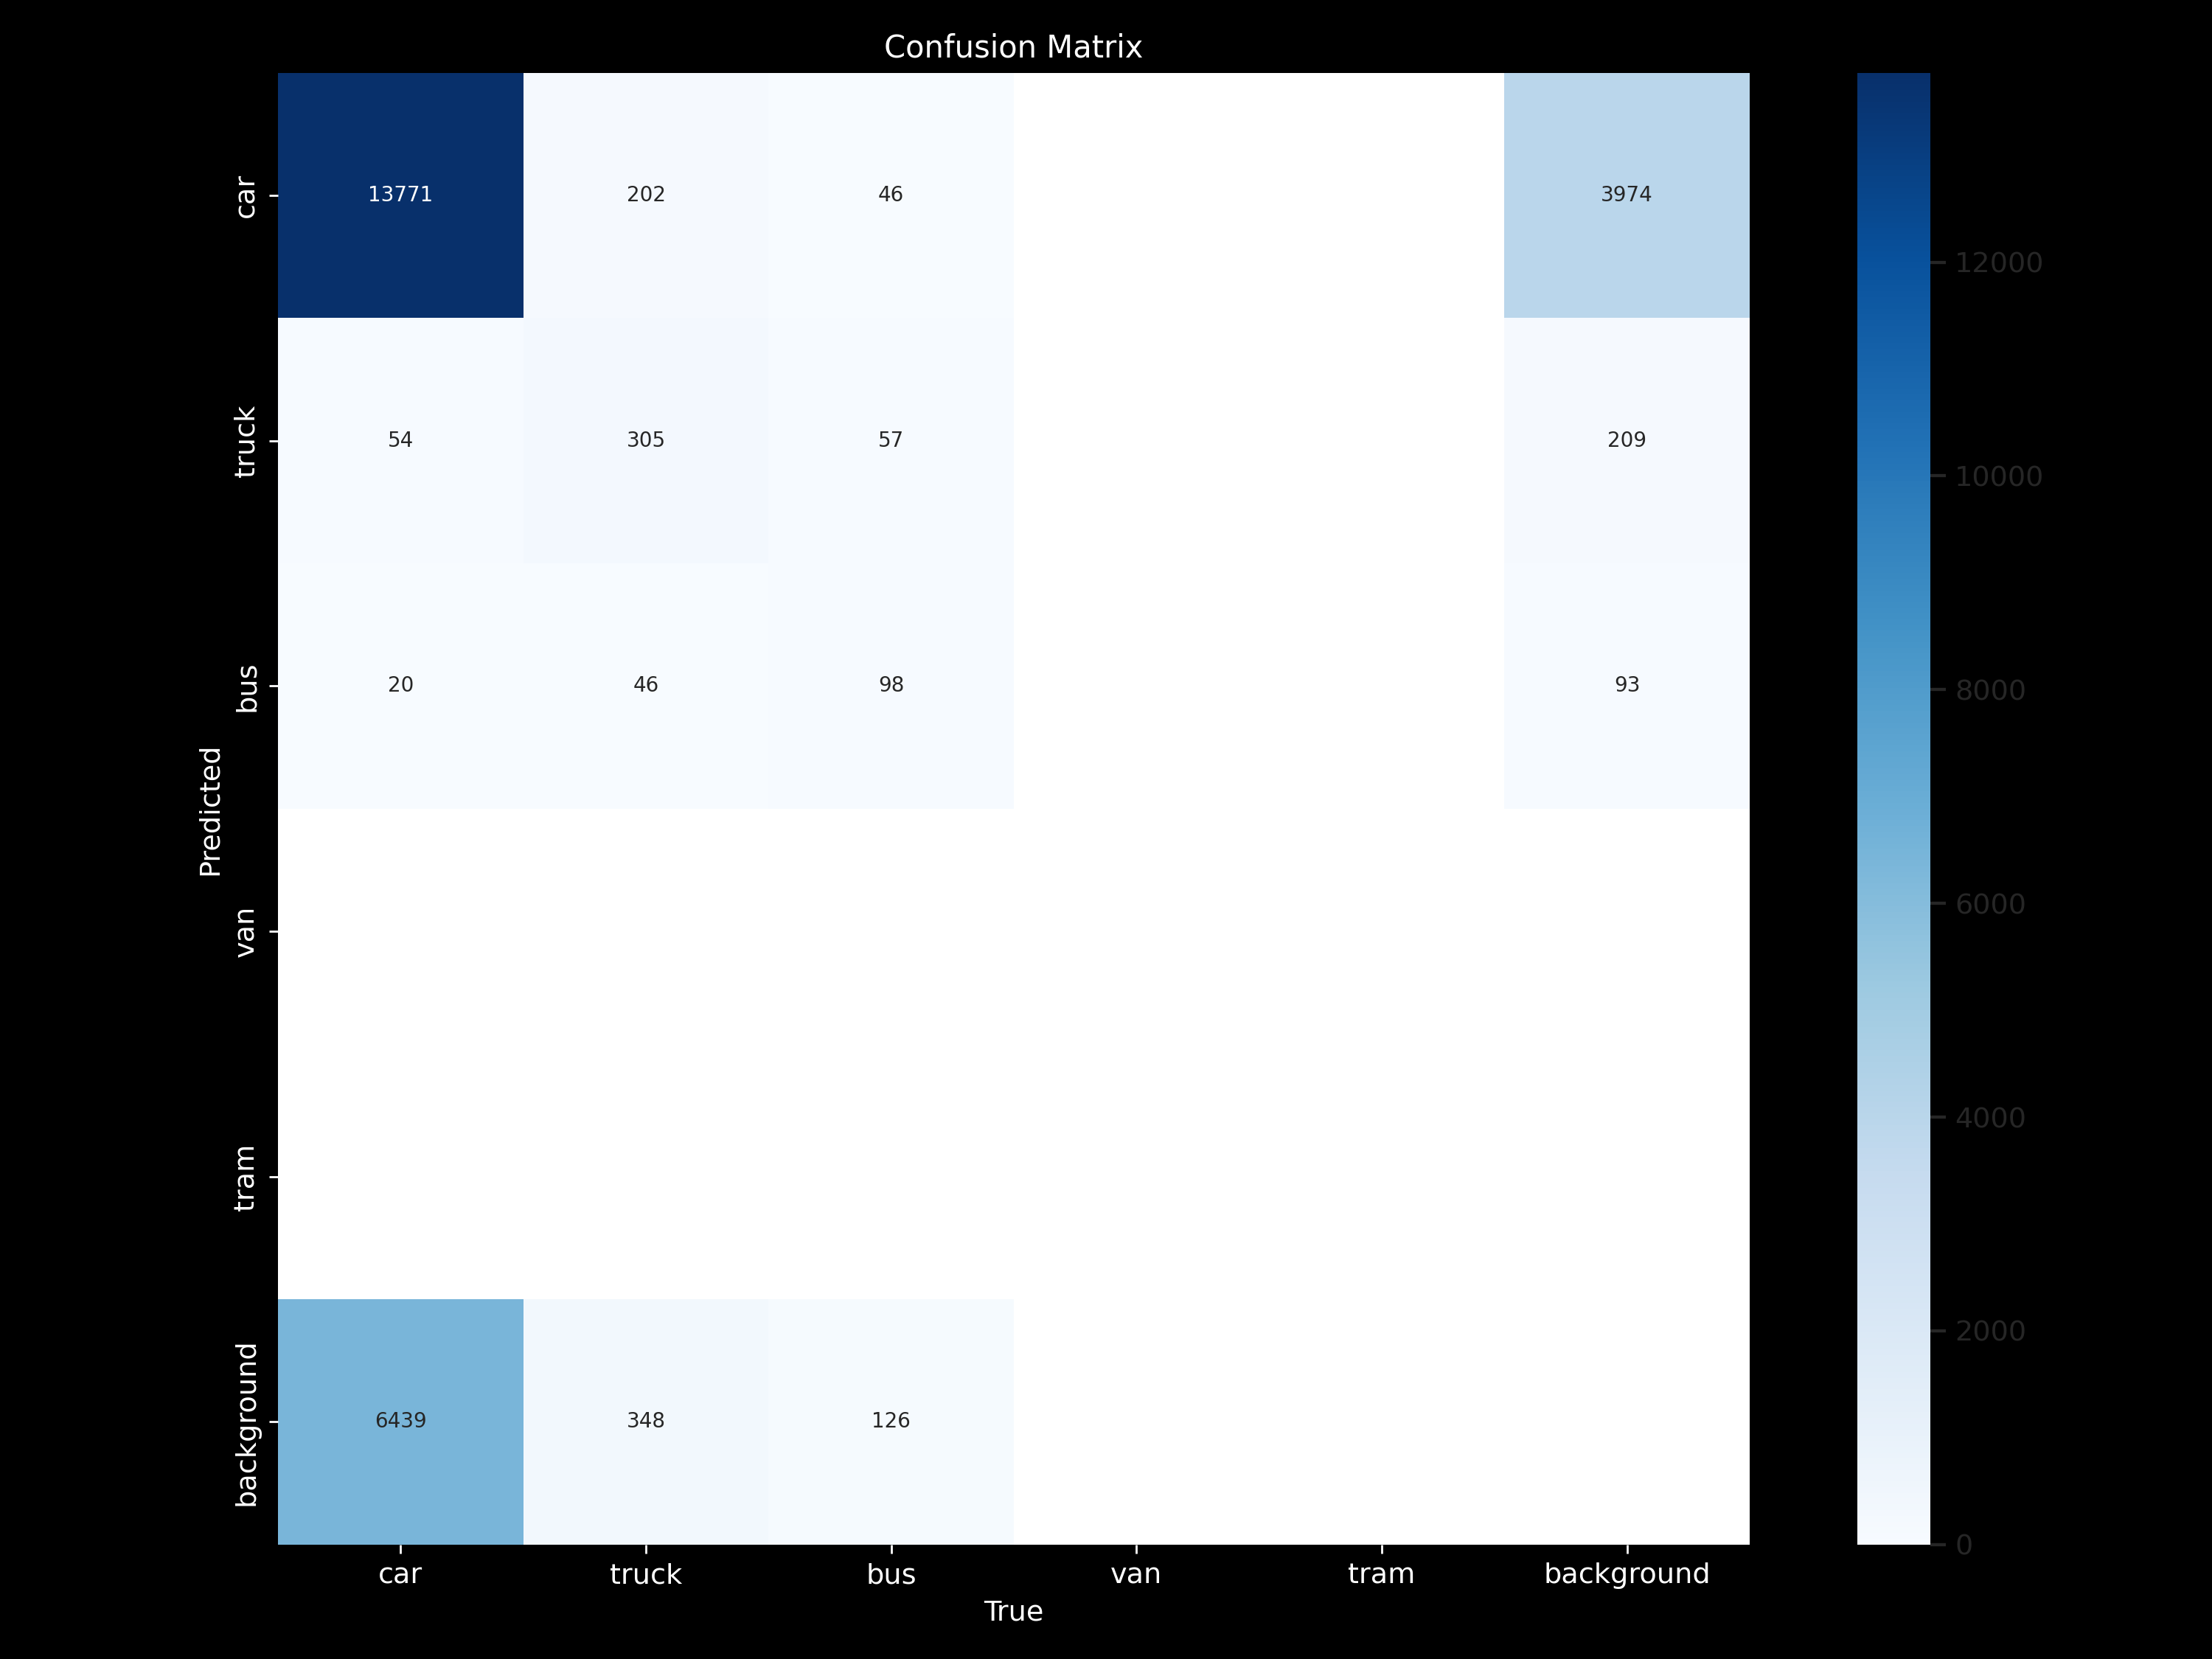 Confusion Matrix
car 13771 202 46 3974
12000
truck 54 305 57 209
10000
bus 20 46 98 93
8000
Predicted
6000
van
4000
tram
2000
background 6439 348 126
0
car truck bus van tram background
True